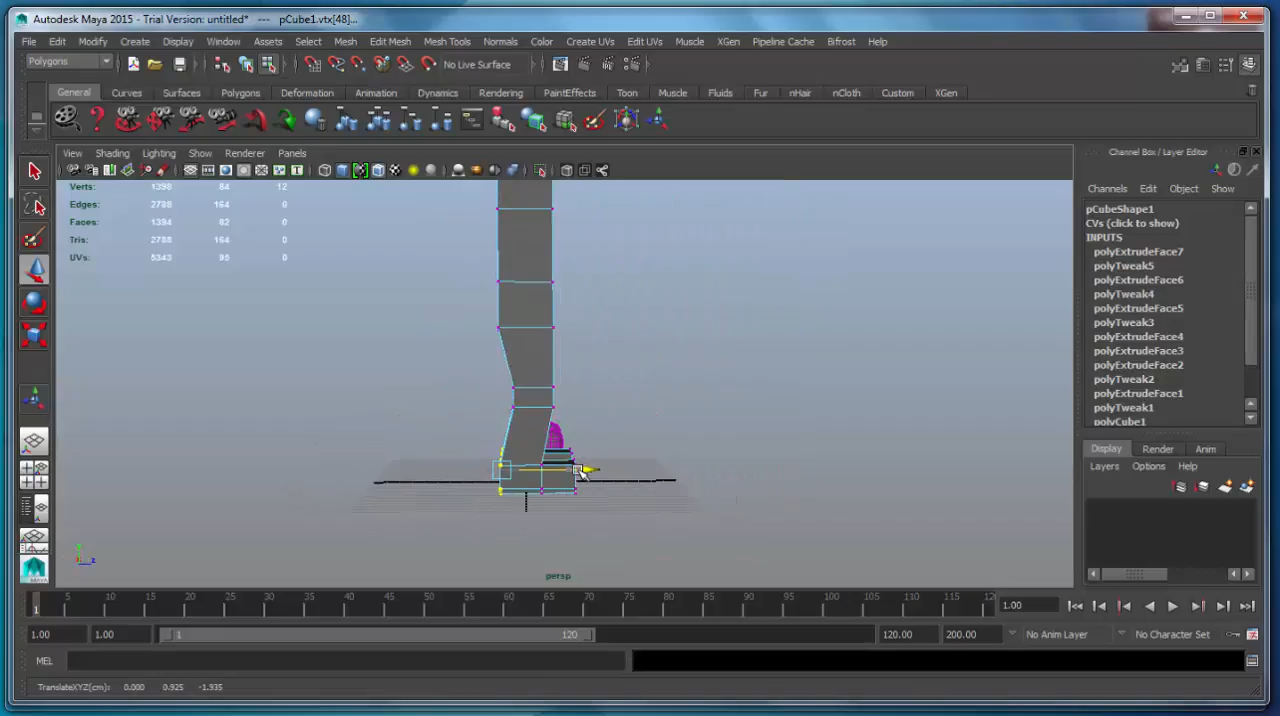 Autodesk Maya 2015 - Trial Version: untitled* --- pCube1.vtx[48]...
File Edit Modify Create Display Window Assets Select Mesh Edit Mesh Mesh Tools Normals Color Create UVs Edit UVs Muscle XGen Pipeline Cache Bifrost Help
Polygons No Live Surface
General Curves Surfaces Polygons Deformation Animation Dynamics Rendering PaintEffects Toon Muscle Fluids Fur nHair nCloth Custom XGen
View Shading Lighting Show Renderer Panels
Channel Box / Layer Editor
Channels Edit Object Show
Verts: 1398 84 12
Edges: 2788 164 0
Faces: 1394 82 0
Tris: 2788 164 0
UVs: 5343 95 0
pCubeShape1
CVs (click to show)
INPUTS
polyExtrudeFace7
polyTweak5
polyExtrudeFace6
polyTweak4
polyExtrudeFace5
polyTweak3
polyExtrudeFace4
polyExtrudeFace3
polyExtrudeFace2
polyTweak2
polyExtrudeFace1
polyTweak1
polyCube1
Display Render Anim
Layers Options Help
persp
1 5 10 15 20 25 30 35 40 45 50 55 60 65 70 75 80 85 90 95 100 105 110 115 12 1.00
1.00 1.00 1 120 120.00 200.00 No Anim Layer No Character Set
MEL
TranslateXYZ(cm): 0.000 0.925 -1.935